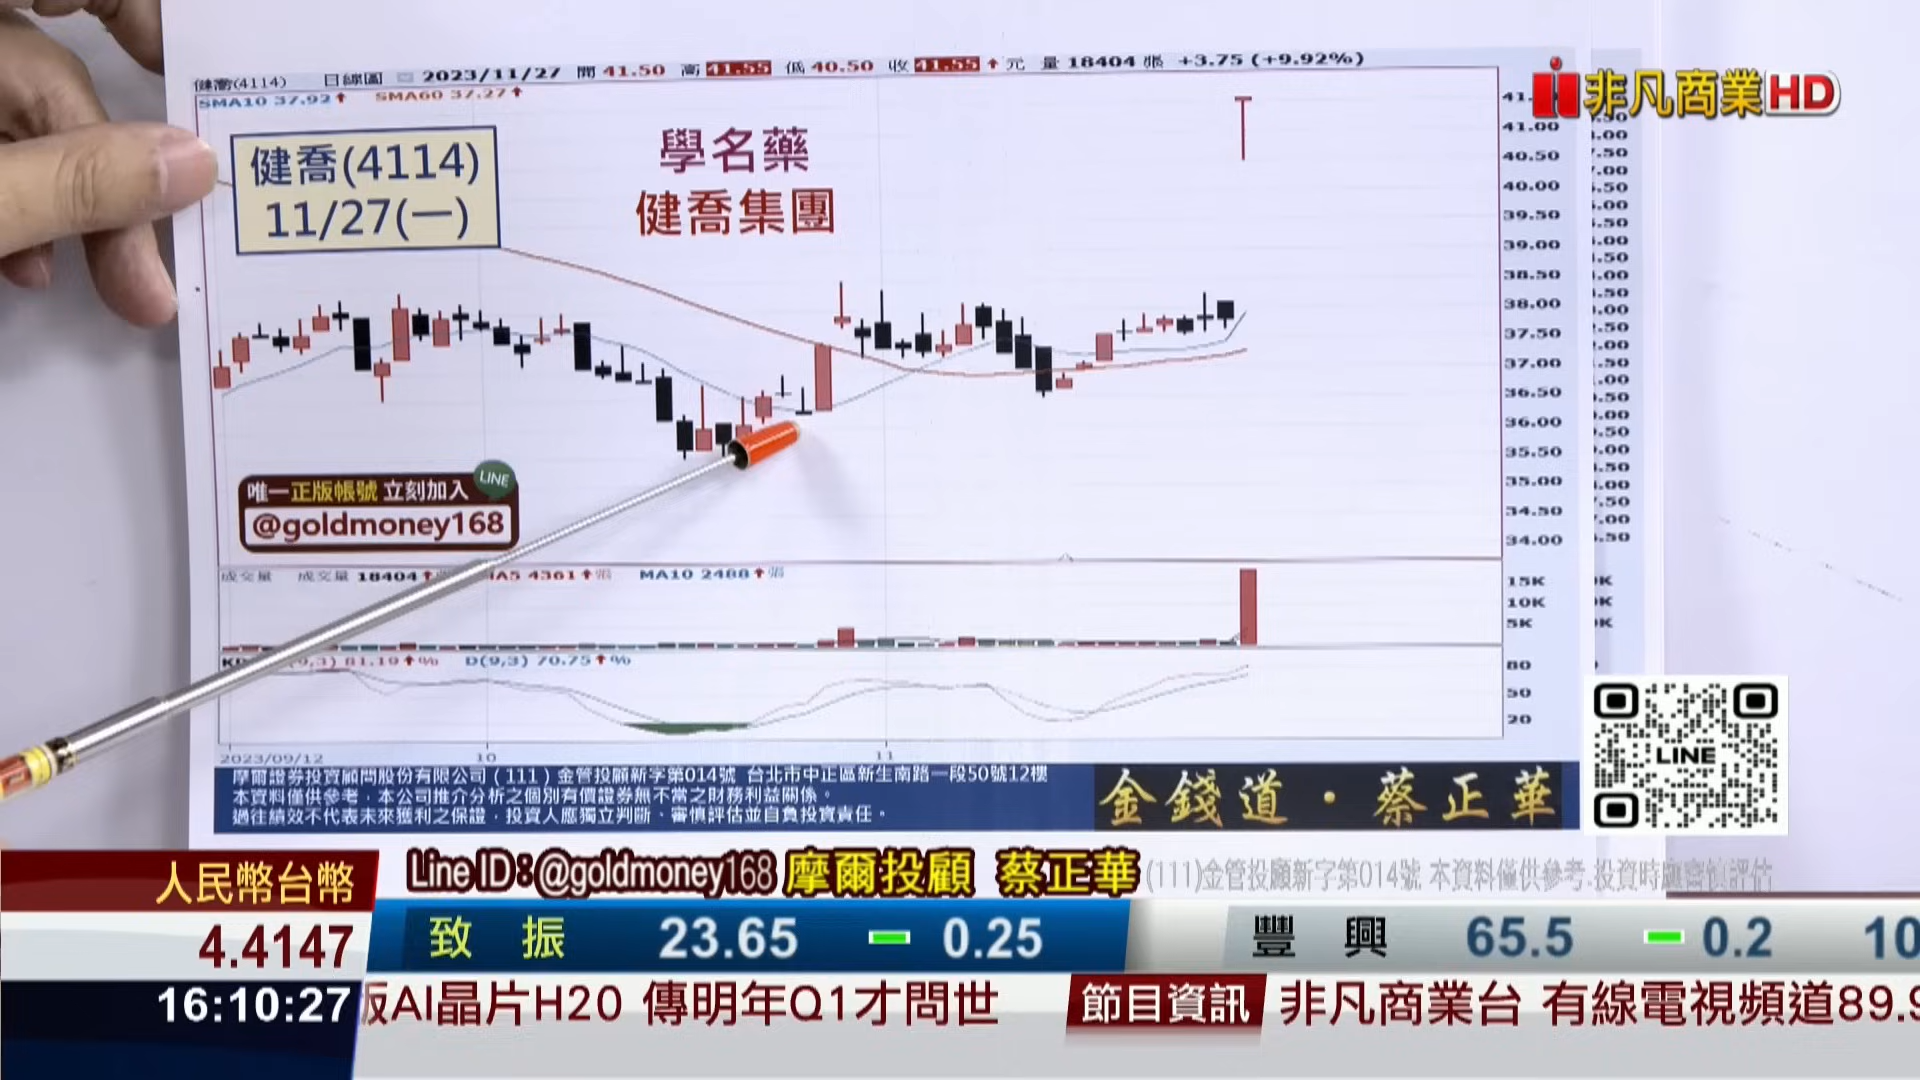 健喬(4114) 日線圖 2023/11/27 開 41.50 高 41.55 低 40.50 收 41.55 元 量 18404 張 +3.75 (+9.92%)
SMA10 37.92 SMA60 37.27
非凡商業HD
健喬(4114)
11/27(一)
學名藥
健喬集團
41.00
40.50
40.00
39.50
39.00
38.50
38.00
37.50
37.00
36.50
36.00
35.50
35.00
34.50
34.00
唯一正版帳號 立刻加入
LINE
@goldmoney168
成交量 成交量 18404 張 MA5 4361 張 MA10 2488 張
15K
10K
5K
81.19 % D(9,3) 70.75 %
80
50
20
2023/09/12 10 11
LINE
摩爾證券投資顧問股份有限公司(111)金管投顧新字第014號 台北市中正區新生南路一段50號12樓
本資料僅供參考，本公司推介分析之個別有價證券無不當之財務利益關係。
過往績效不代表未來獲利之保證，投資人應獨立判斷、審慎評估並自負投資責任。
金錢道·蔡正華
人民幣台幣
Line ID：@goldmoney168 摩爾投顧 蔡正華 (111)金管投顧新字第014號 本資料僅供參考.投資時應審慎評估
4.4147
致振 23.65 0.25 豐興 65.5 0.2 10
16:10:27
版AI晶片H20 傳明年Q1才問世 節目資訊 非凡商業台 有線電視頻道89.9